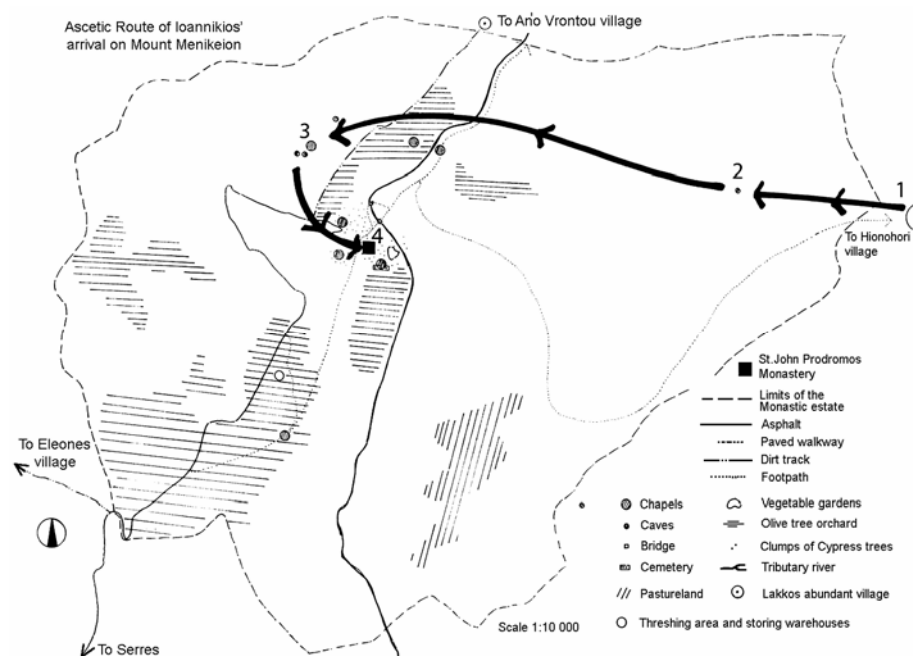 Ascetic Route of Ioannikios'
arrival on Mount Menikeion
To Ano Vrontou village
3
2
1
4
To Hionohori
village
To Eleones
village
To Serres
St.John Prodromos
Monastery
Limits of the
Monastic estate
Asphalt
Paved walkway
Dirt track
Footpath
Chapels
Vegetable gardens
Caves
Olive tree orchard
Bridge
Clumps of Cypress trees
Cemetery
Tributary river
Pastureland
Lakkos abundant village
Scale 1:10 000
Threshing area and storing warehouses